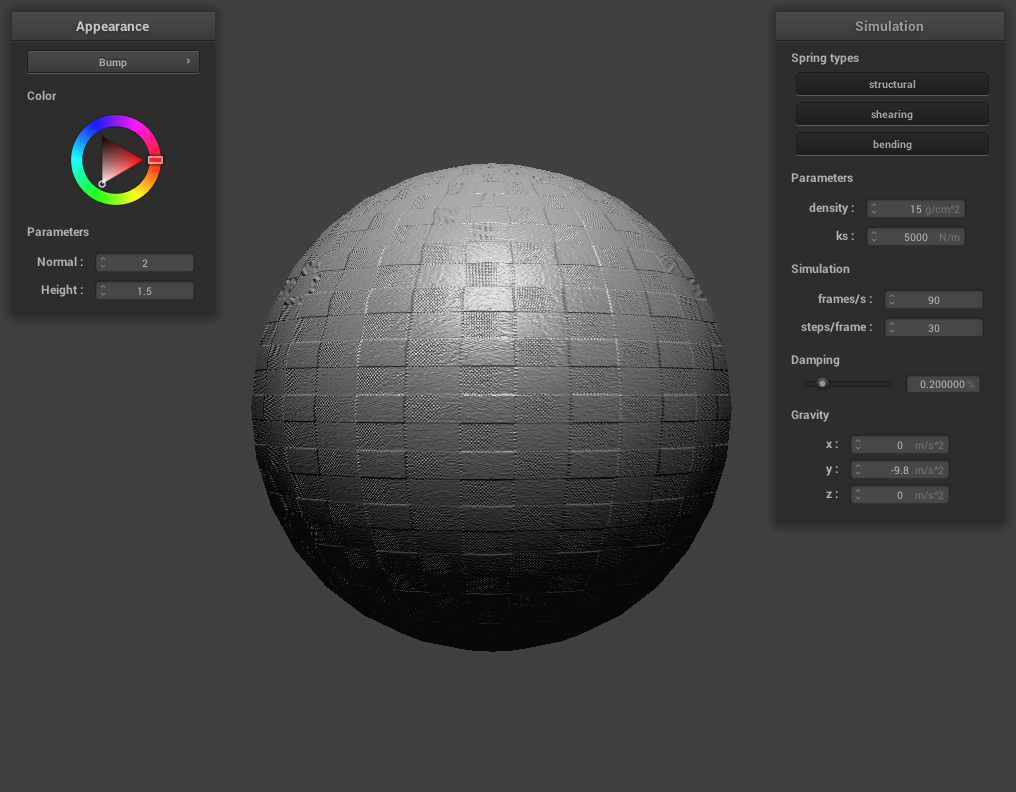 Appearance
Bump
Color
Parameters
Normal : 2
Height : 1.5
Simulation
Spring types
structural
shearing
bending
Parameters
density : 15 g/cm^2
ks : 5000 N/m
Simulation
frames/s : 90
steps/frame : 30
Damping
0.200000 %
Gravity
x : 0 m/s^2
y : -9.8 m/s^2
z : 0 m/s^2